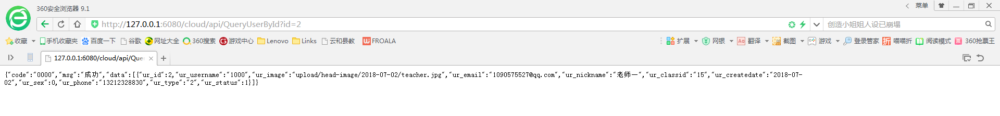 360安全浏览器 9.1
菜单
http://127.0.0.1:6080/cloud/api/QueryUserById?id=2
创造小姐姐人设已崩塌
收藏 手机收藏夹 百度一下 谷歌 网址大全 360搜索 游戏中心 Lenovo Links 云和县教 FROALA
扩展 网银 翻译 截图 游戏 登录管家 喵喵折 阅读模式 360抢票王
127.0.0.1:6080/cloud/api/Que
{"code":"0000","msg":"成功","data":[{"ur_id":2,"ur_username":"1000","ur_image":"upload/head-image/2018-07-02/teacher.jpg","ur_email":"1090575527@qq.com","ur_nickname":"老师一","ur_classid":"15","ur_createdate":"2018-07-
02","ur_sex":0,"ur_phone":"13212328830","ur_type":"2","ur_status":1}]}